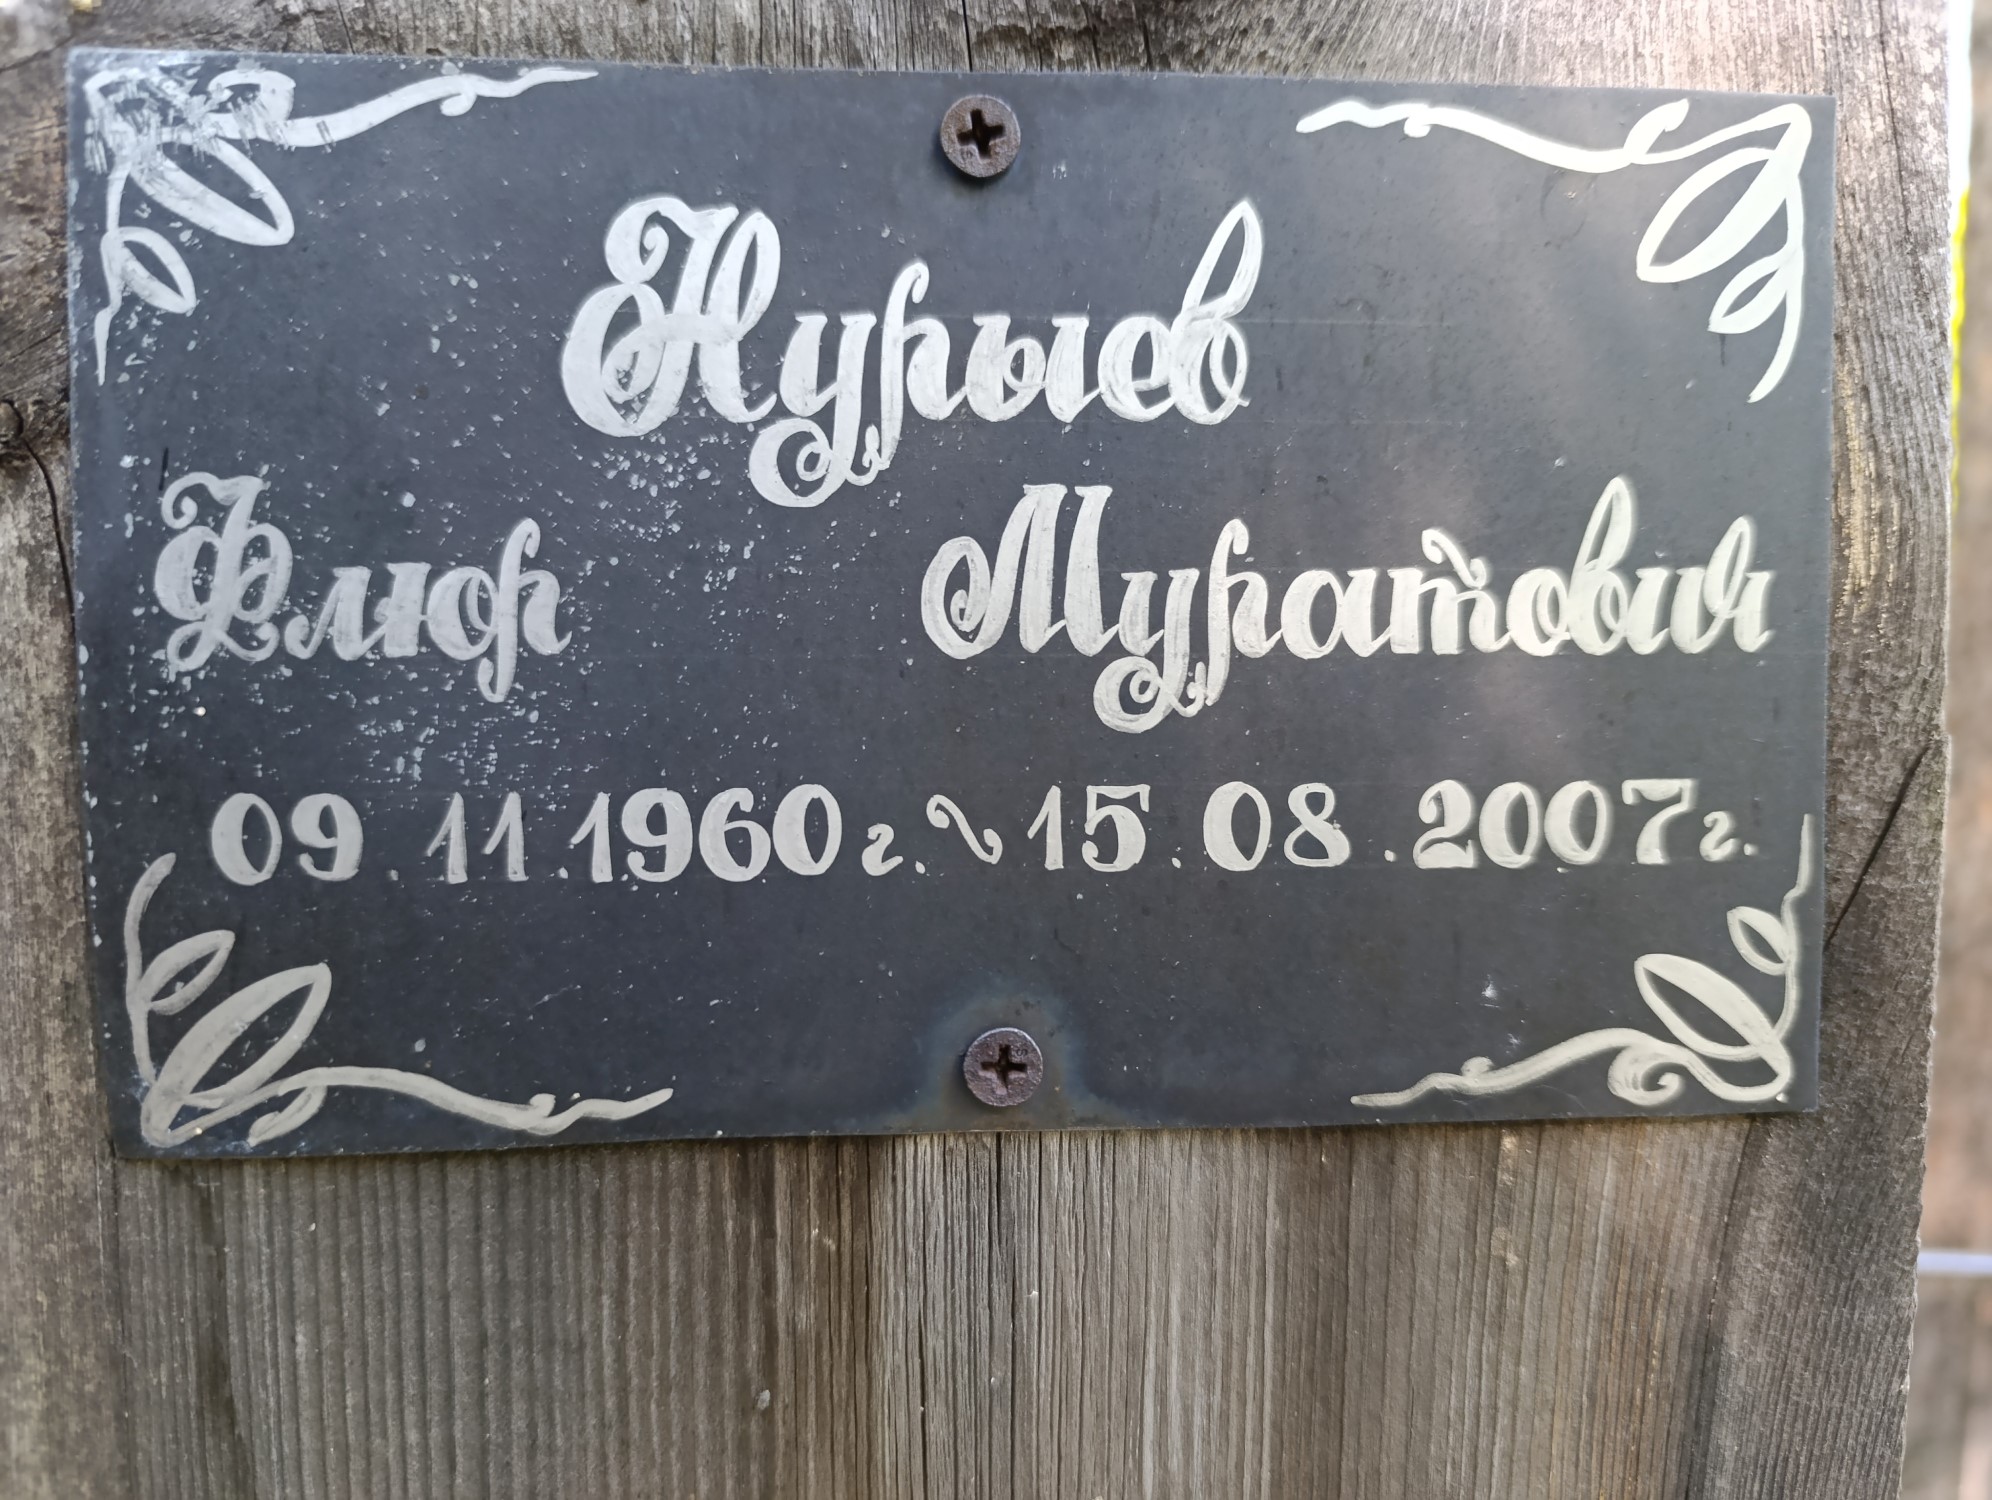 Нурыев
Флюр Муратович
09.11.1960г. ~ 15.08.2007г.